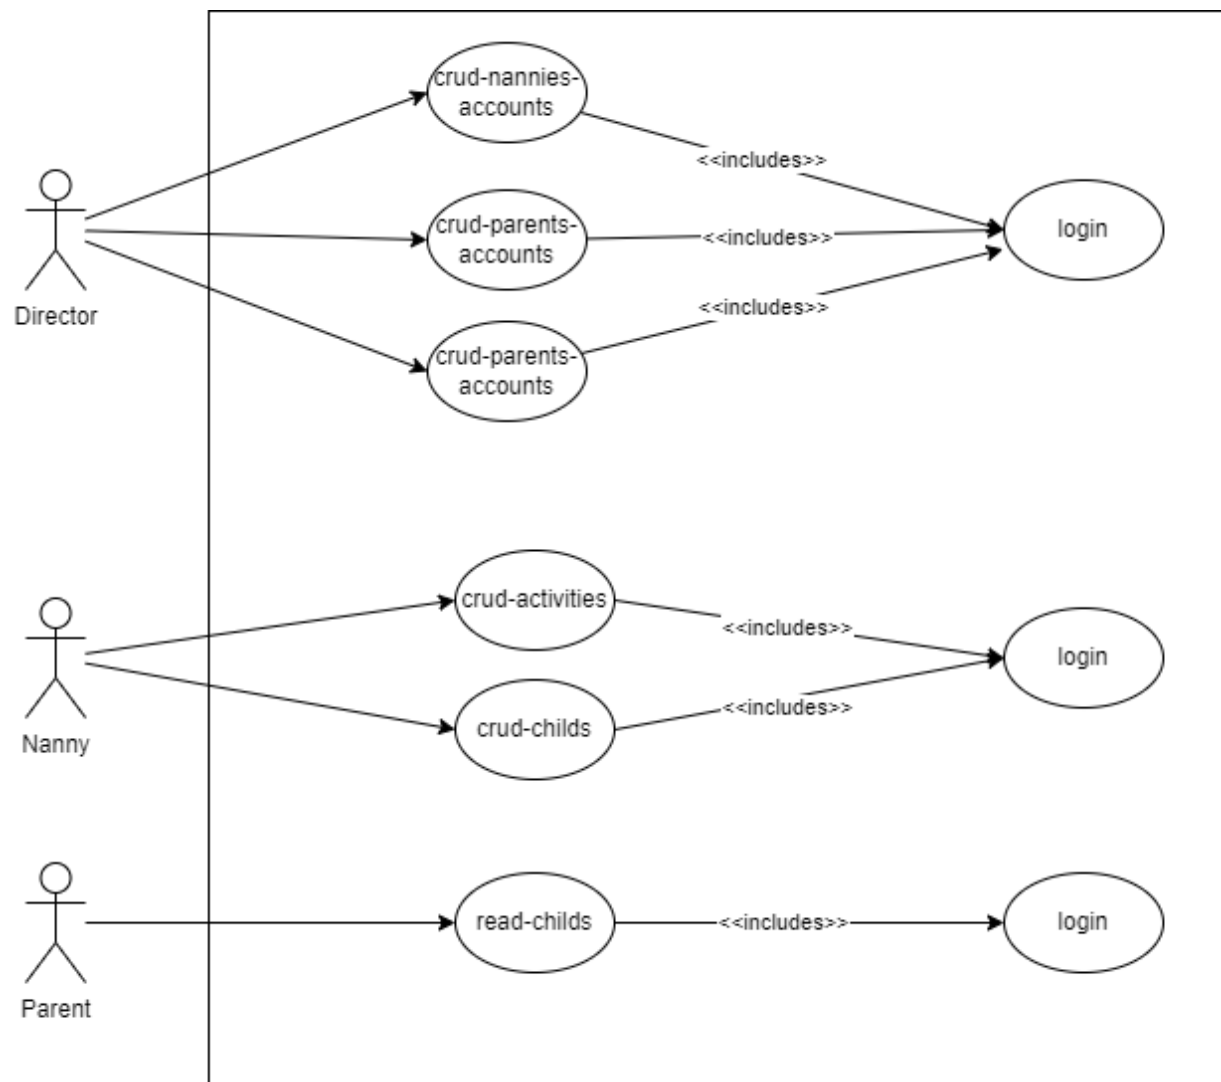 crud-nannies-
accounts
<<includes>>
crud-parents-
accounts
<<includes>>
login
Director
crud-parents-
accounts
<<includes>>
crud-activities
<<includes>>
login
Nanny
crud-childs
<<includes>>
Parent
read-childs
<<includes>>
login